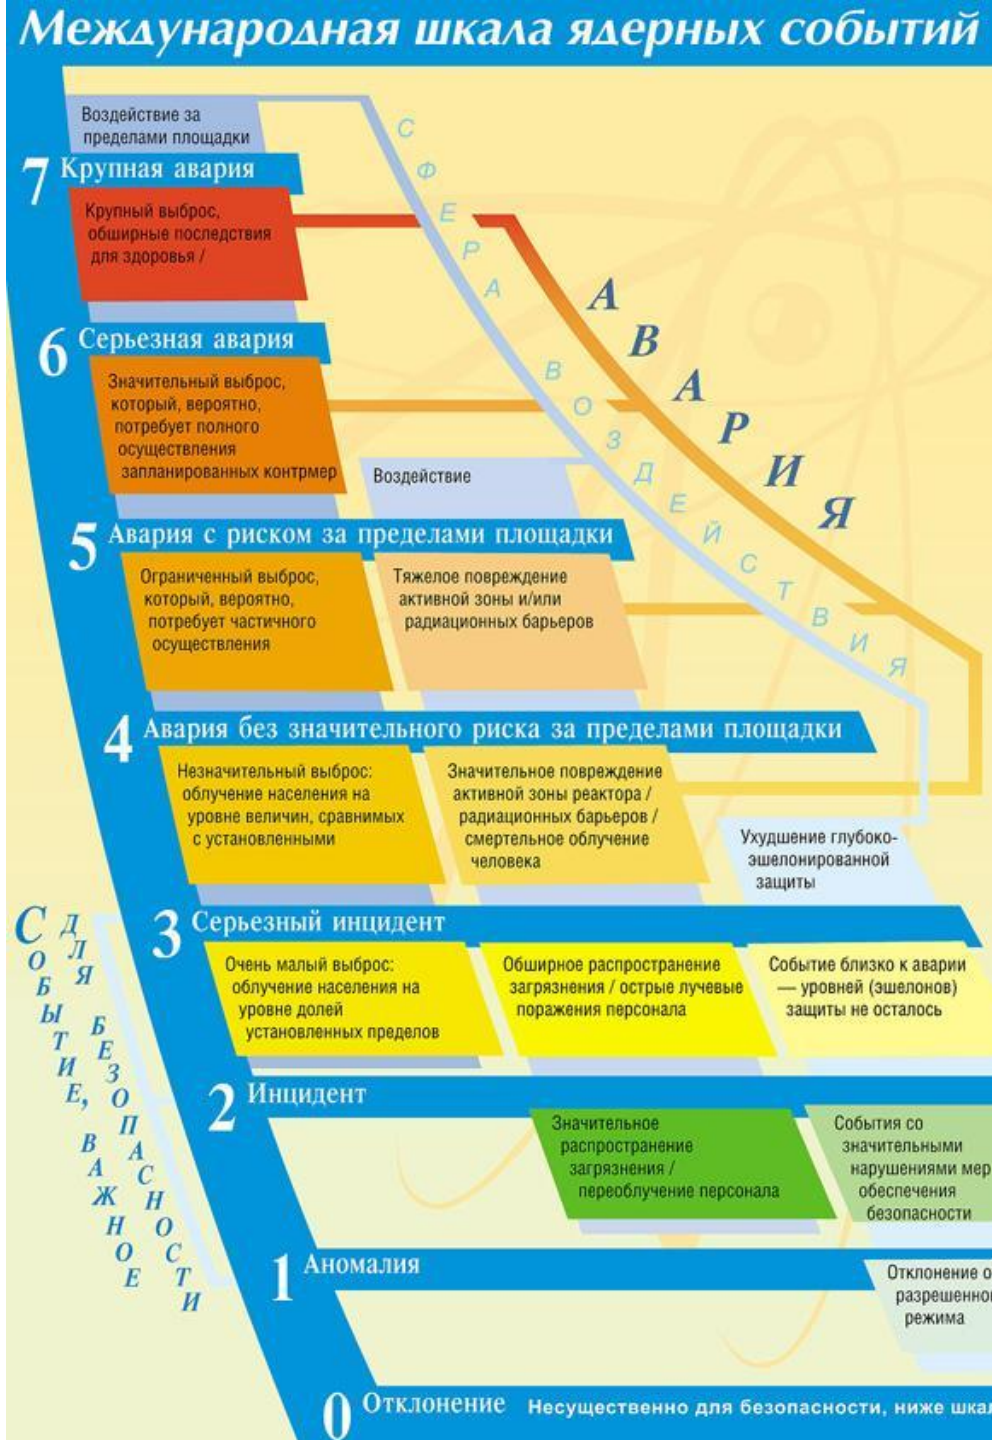 Международная шкала ядерных событий
Воздействие за
пределами площадки
СФЕРА ВОЗДЕЙСТВИЯ
7 Крупная авария
Крупный выброс,
обширные последствия
для здоровья /
АВАРИЯ
6 Серьезная авария
Значительный выброс,
который, вероятно,
потребует полного
осуществления
запланированных контрмер
Воздействие
5 Авария с риском за пределами площадки
Ограниченный выброс,
который, вероятно,
потребует частичного
осуществления
Тяжелое повреждение
активной зоны и/или
радиационных барьеров
4 Авария без значительного риска за пределами площадки
Незначительный выброс:
облучение населения на
уровне величин, сравнимых
с установленными
Значительное повреждение
активной зоны реактора /
радиационных барьеров /
смертельное облучение
человека
Ухудшение глубоко-
эшелонированной
защиты
3 Серьезный инцидент
Очень малый выброс:
облучение населения на
уровне долей
установленных пределов
Обширное распространение
загрязнения / острые лучевые
поражения персонала
Событие близко к аварии
— уровней (эшелонов)
защиты не осталось
СОБЫТИЕ, ВАЖНОЕ
ДЛЯ БЕЗОПАСНОСТИ
2 Инцидент
Значительное
распространение
загрязнения /
переоблучение персонала
События со
значительными
нарушениями мер
обеспечения
безопасности
1 Аномалия
Отклонение о
разрешенно
режима
0 Отклонение Несущественно для безопасности, ниже шкал